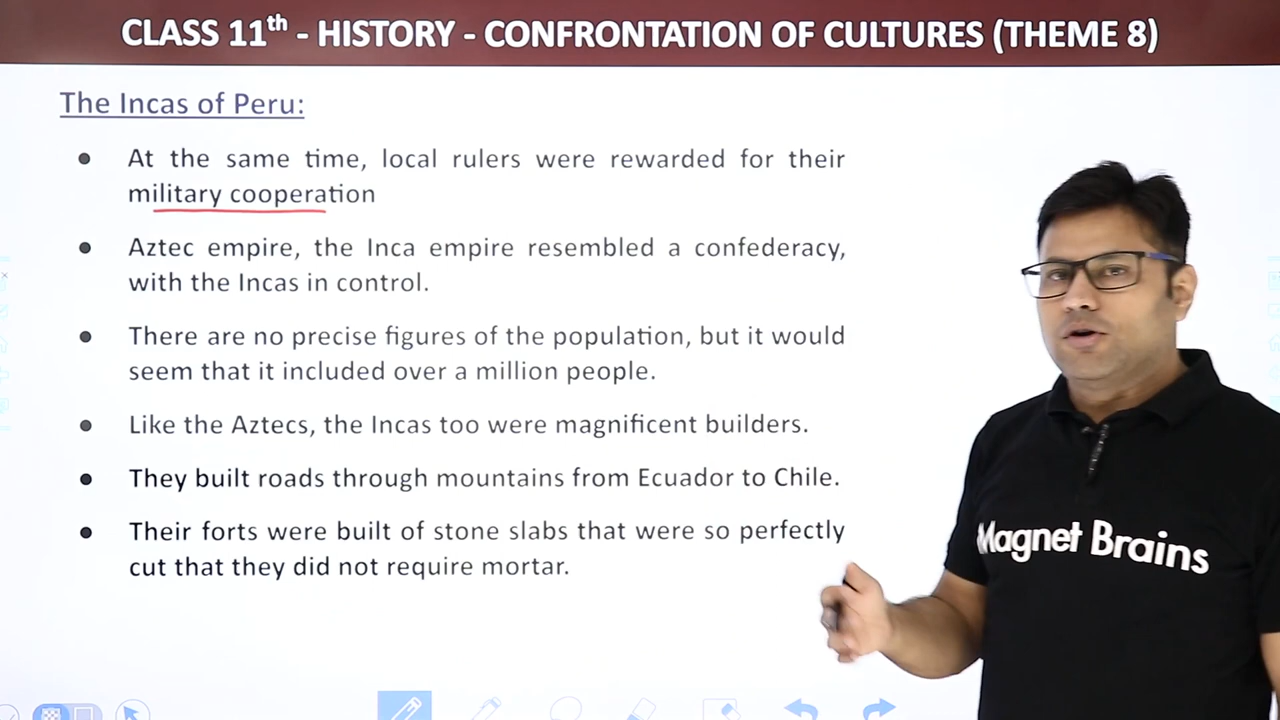 CLASS 11th - HISTORY - CONFRONTATION OF CULTURES (THEME 8)
The Incas of Peru:
● At the same time, local rulers were rewarded for their
military cooperation
● Aztec empire, the Inca empire resembled a confederacy,
with the Incas in control.
● There are no precise figures of the population, but it would
seem that it included over a million people.
● Like the Aztecs, the Incas too were magnificent builders.
● They built roads through mountains from Ecuador to Chile.
● Their forts were built of stone slabs that were so perfectly
cut that they did not require mortar.
Magnet Brains